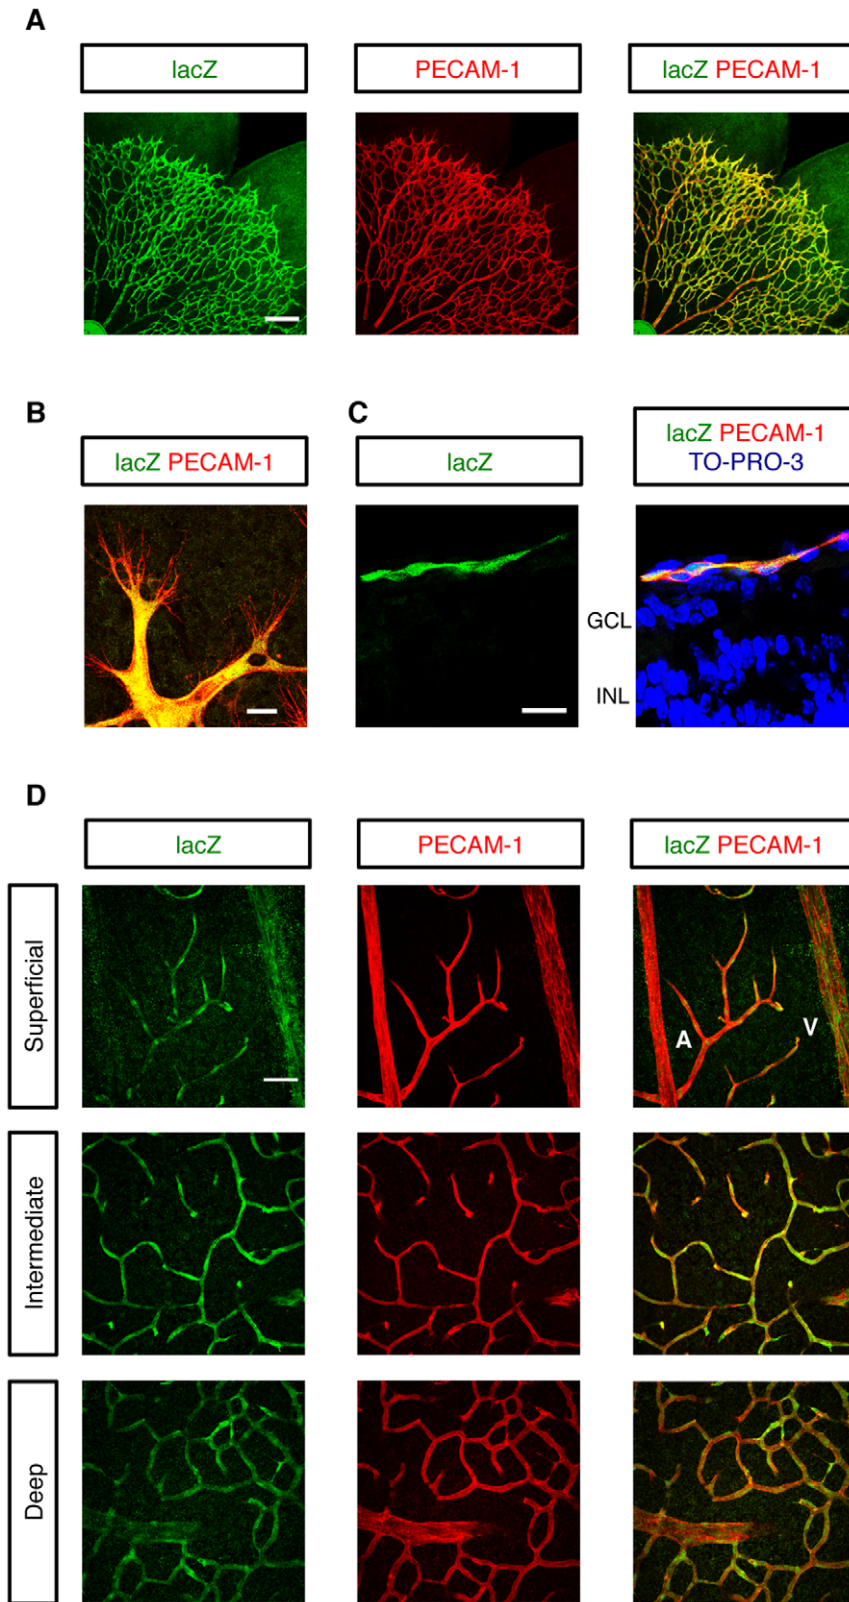 A
lacZ
PECAM-1
lacZ PECAM-1
B
C
lacZ PECAM-1
lacZ
lacZ PECAM-1
TO-PRO-3
GCL
INL
D
lacZ
PECAM-1
lacZ PECAM-1
Superficial
A
V
Intermediate
Deep